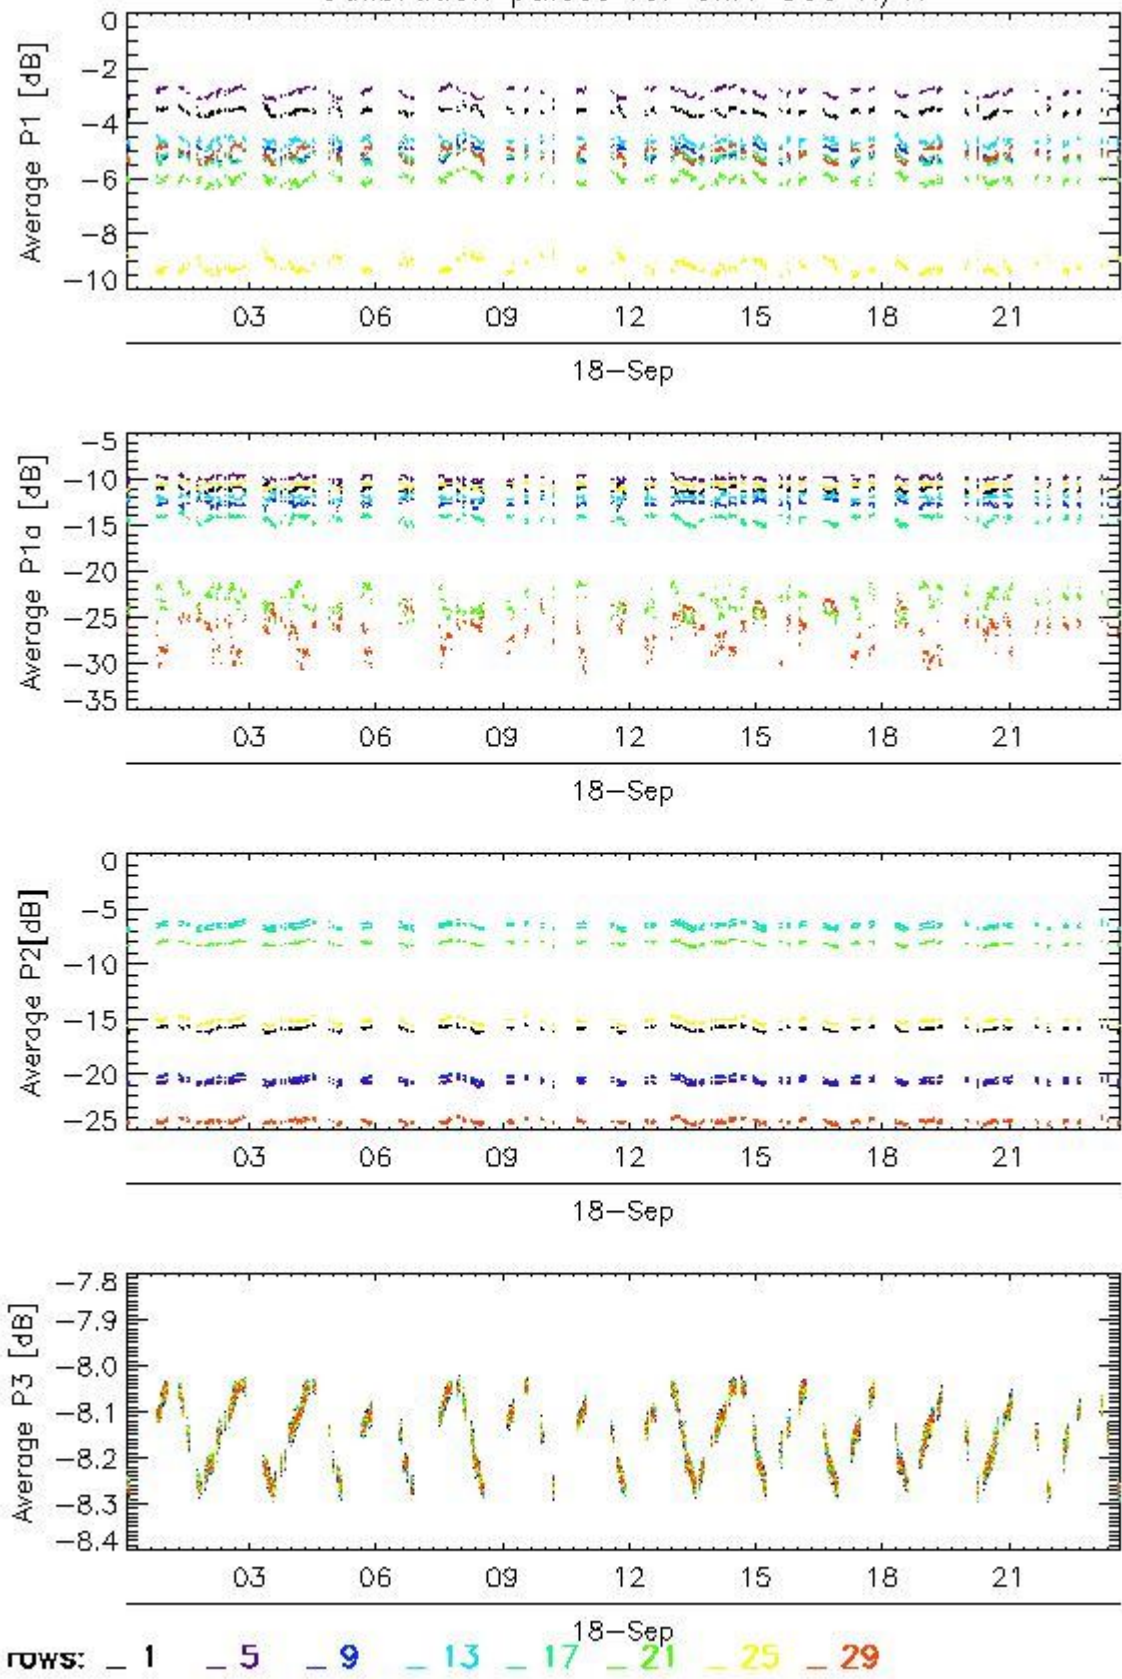 Average P1 [dB]
0
−2
−4
−6
−8
−10
03 06 09 12 15 18 21
18−Sep
Average P1a [dB]
−5
−10
−15
−20
−25
−30
−35
03 06 09 12 15 18 21
18−Sep
Average P2[dB]
0
−5
−10
−15
−20
−25
03 06 09 12 15 18 21
18−Sep
Average P3 [dB]
−7.8
−7.9
−8.0
−8.1
−8.2
−8.3
−8.4
03 06 09 12 15 18 21
18−Sep
rows: _ 1 _ 5 _ 9 _ 13 _ 17 _ 21 _ 25 _ 29